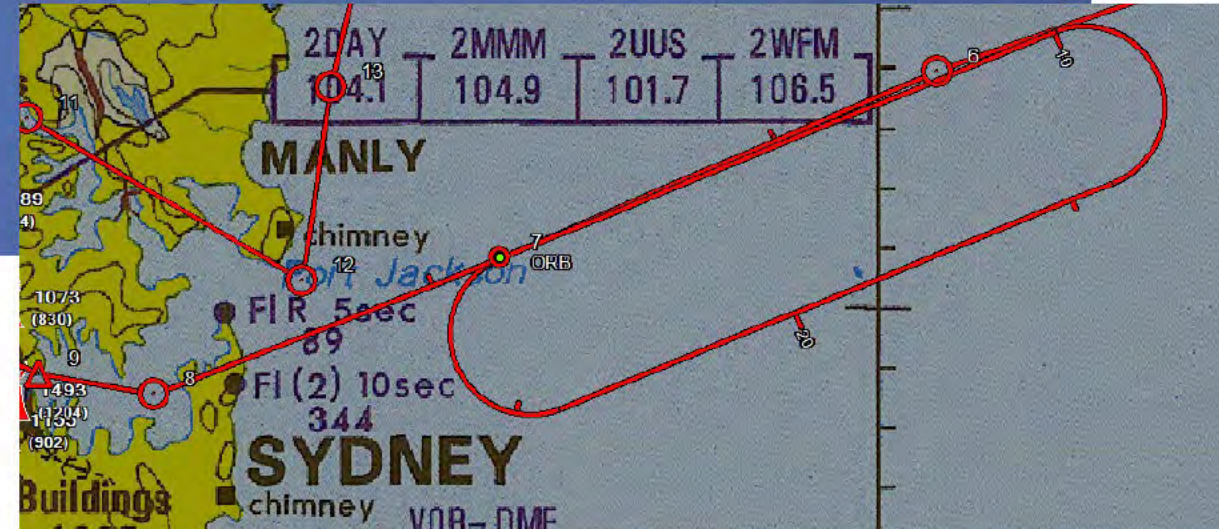 2DAY 2MMM 2UUS 2WFM
104.1 104.9 101.7 106.5
6
10
13
11
MANLY
89
4)
chimney
7
ORB
12
Port Jackson
1073
(830)
Fl R 5sec
89
20
9
8
1493
(1204)
Fl (2) 10sec
344
(902)
SYDNEY
Buildings
chimney
VOR-DME